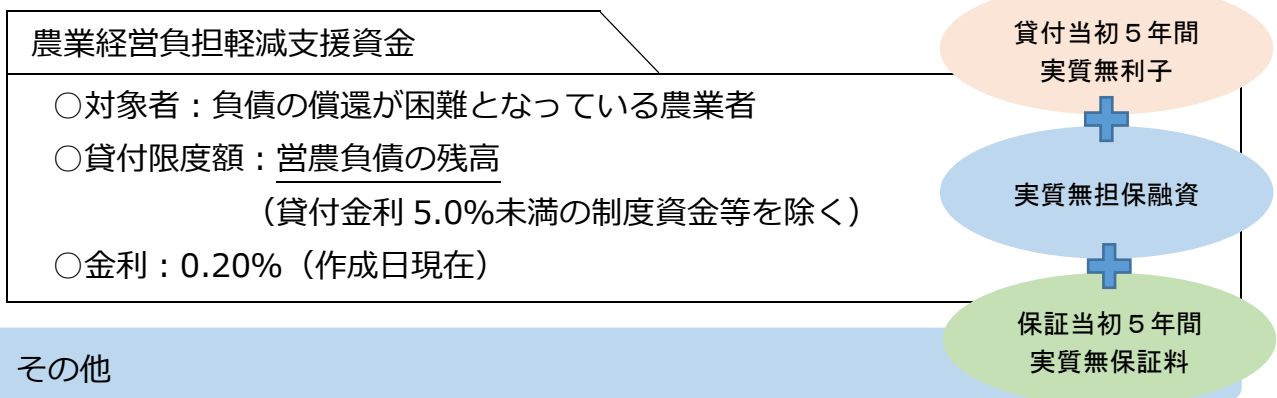 農業経営負担軽減支援資金
○対象者：負債の償還が困難となっている農業者
○貸付限度額：営農負債の残高
（貸付金利 5.0%未満の制度資金等を除く）
○金利：0.20%（作成日現在）
貸付当初５年間
実質無利子
実質無担保融資
保証当初５年間
実質無保証料
その他